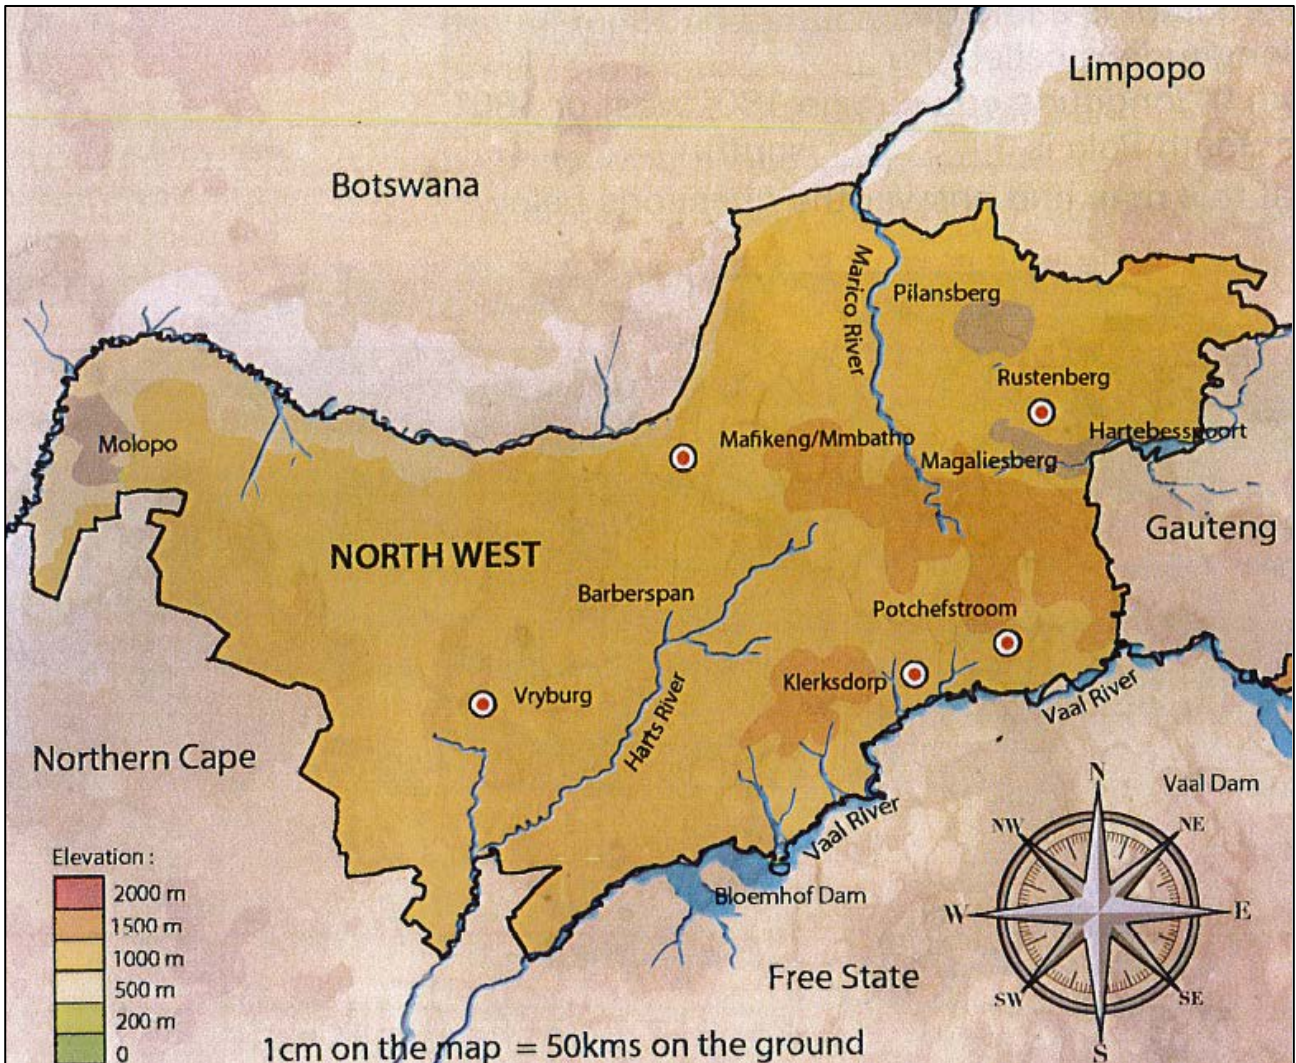 Limpopo
Botswana
Marico River
Pilansberg
Rustenberg
Molopo
Mafikeng/Mmbatho
Hartebesspoort
Magaliesberg
Gauteng
NORTH WEST
Barberspan
Potchefstroom
Klerksdorp
Vryburg
Harts River
Vaal River
Northern Cape
Vaal Dam
Vaal River
Bloemhof Dam
Free State
N
NW
NE
W
E
SW
SE
S
Elevation :
2000 m
1500 m
1000 m
500 m
200 m
0
1cm on the map = 50kms on the ground